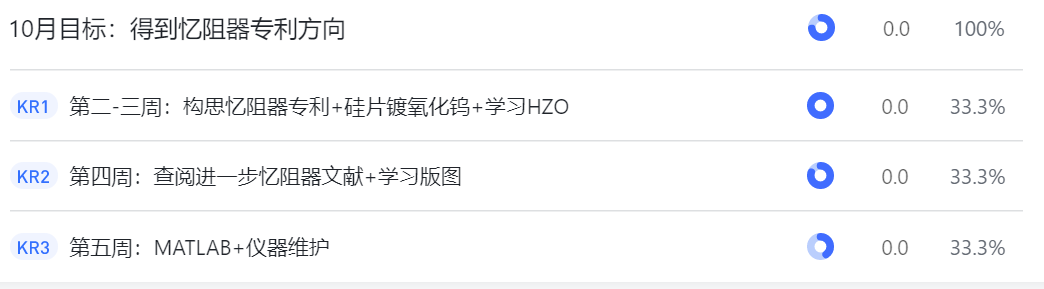 10月目标：得到忆阻器专利方向 0.0 100%
KR1 第二-三周：构思忆阻器专利+硅片镀氧化钨+学习HZO 0.0 33.3%
KR2 第四周：查阅进一步忆阻器文献+学习版图 0.0 33.3%
KR3 第五周：MATLAB+仪器维护 0.0 33.3%